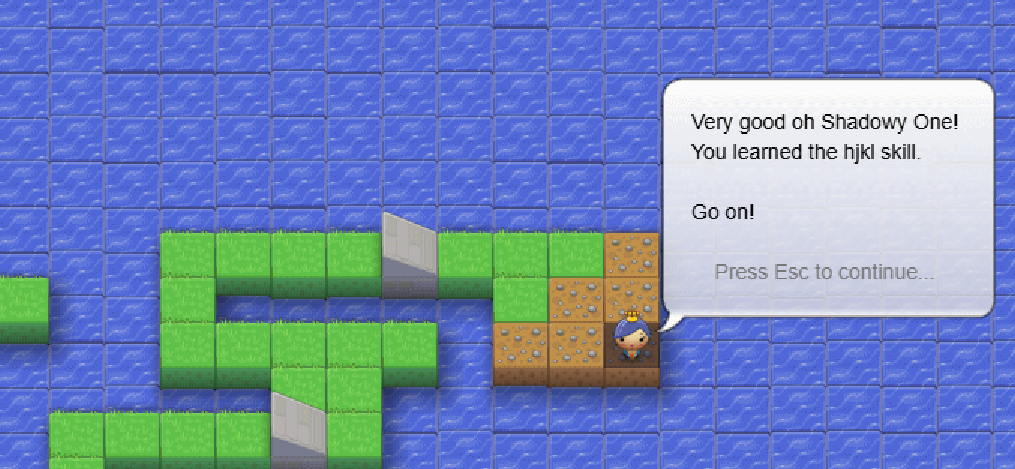 Very good oh Shadowy One!
You learned the hjkl skill.
Go on!
Press Esc to continue...